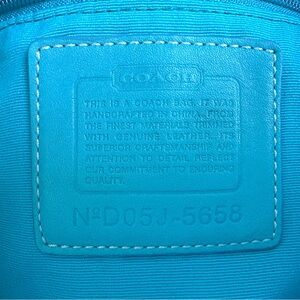 COACH
THIS IS A COACH BAG. IT WAS
HANDCRAFTED IN CHINA FROM
THE FINEST MATERIALS TRIMMED
WITH GENUINE LEATHER. ITS
SUPERIOR CRAFTSMANSHIP AND
ATTENTION TO DETAIL REFLECT
OUR COMMITMENT TO ENDURING
QUALITY.
NºD05J-5658